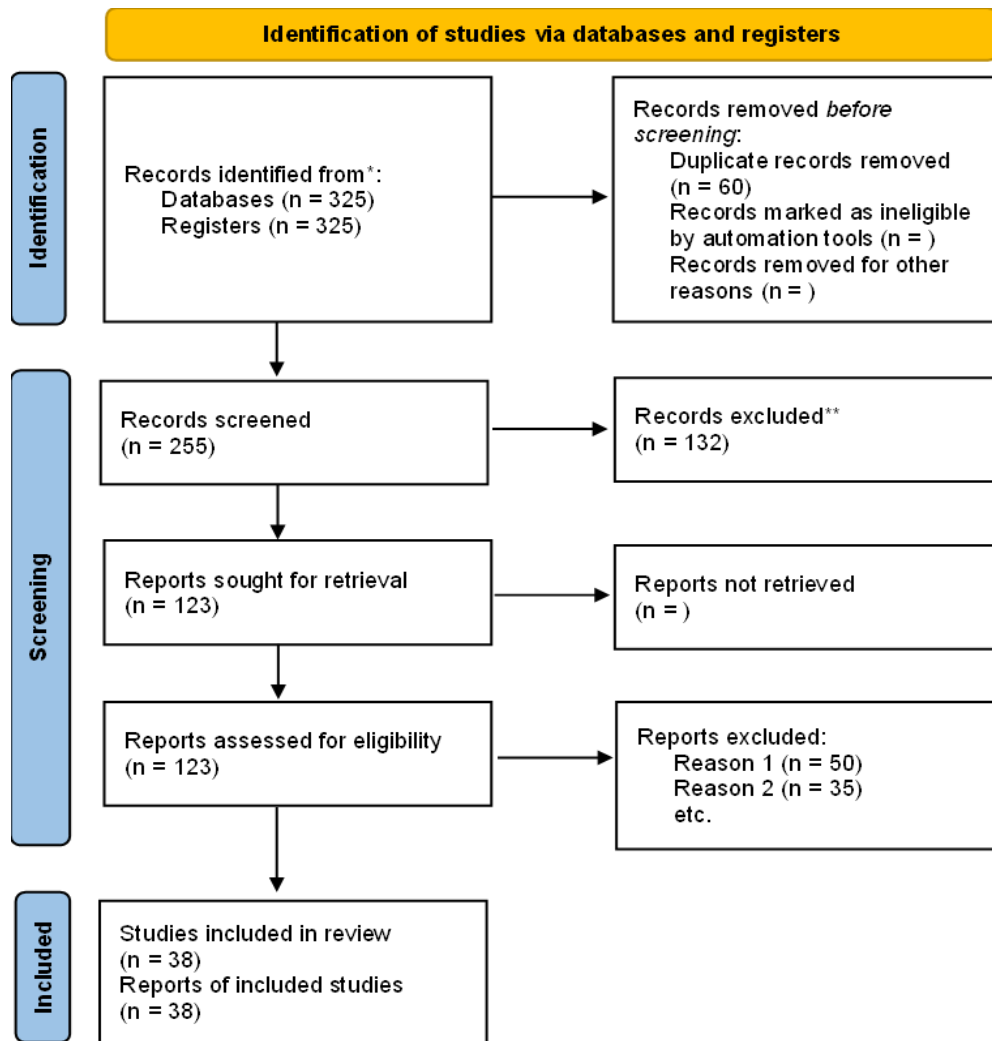 Identification of studies via databases and registers
Identification
Records identified from*:
Databases (n = 325)
Registers (n = 325)
Records removed before
screening:
Duplicate records removed
(n = 60)
Records marked as ineligible
by automation tools (n = )
Records removed for other
reasons (n = )
Screening
Records screened
(n = 255)
Records excluded**
(n = 132)
Reports sought for retrieval
(n = 123)
Reports not retrieved
(n = )
Reports assessed for eligibility
(n = 123)
Reports excluded:
Reason 1 (n = 50)
Reason 2 (n = 35)
etc.
Included
Studies included in review
(n = 38)
Reports of included studies
(n = 38)